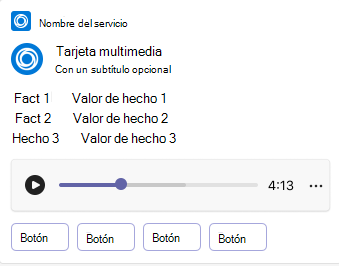 Nombre del servicio
Tarjeta multimedia
Con un subtítulo opcional
Fact 1 Valor de hecho 1
Fact 2 Valor de hecho 2
Hecho 3 Valor de hecho 3
4:13 ...
Botón Botón Botón Botón